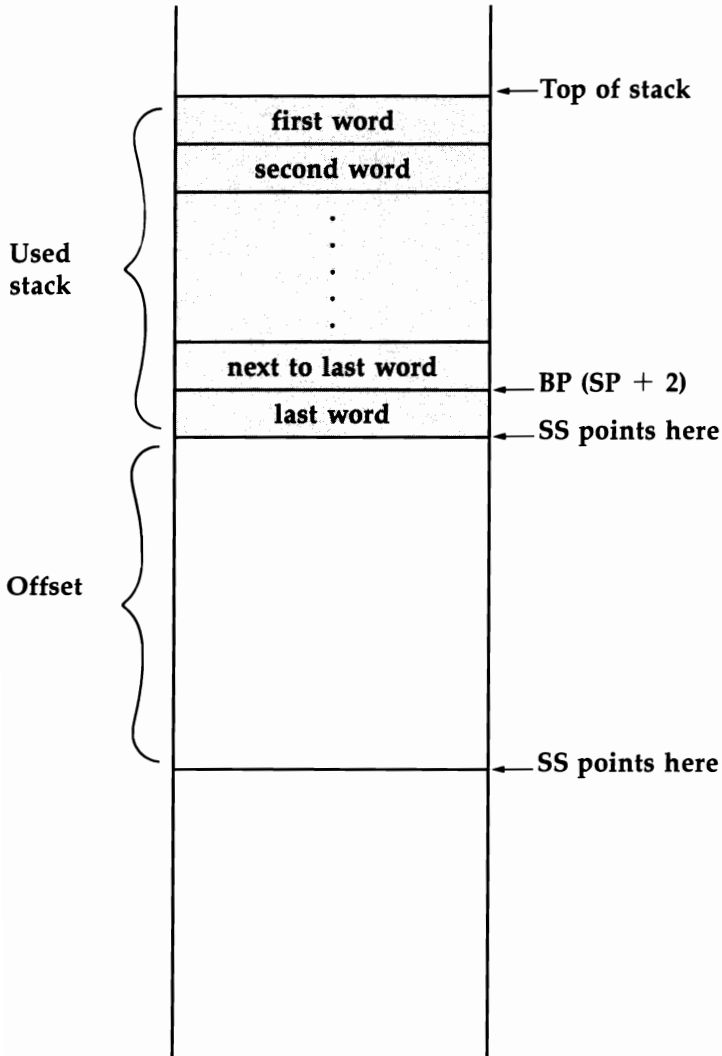 Top of stack
first word
second word
Used
stack
next to last word
BP (SP + 2)
last word
SS points here
Offset
SS points here